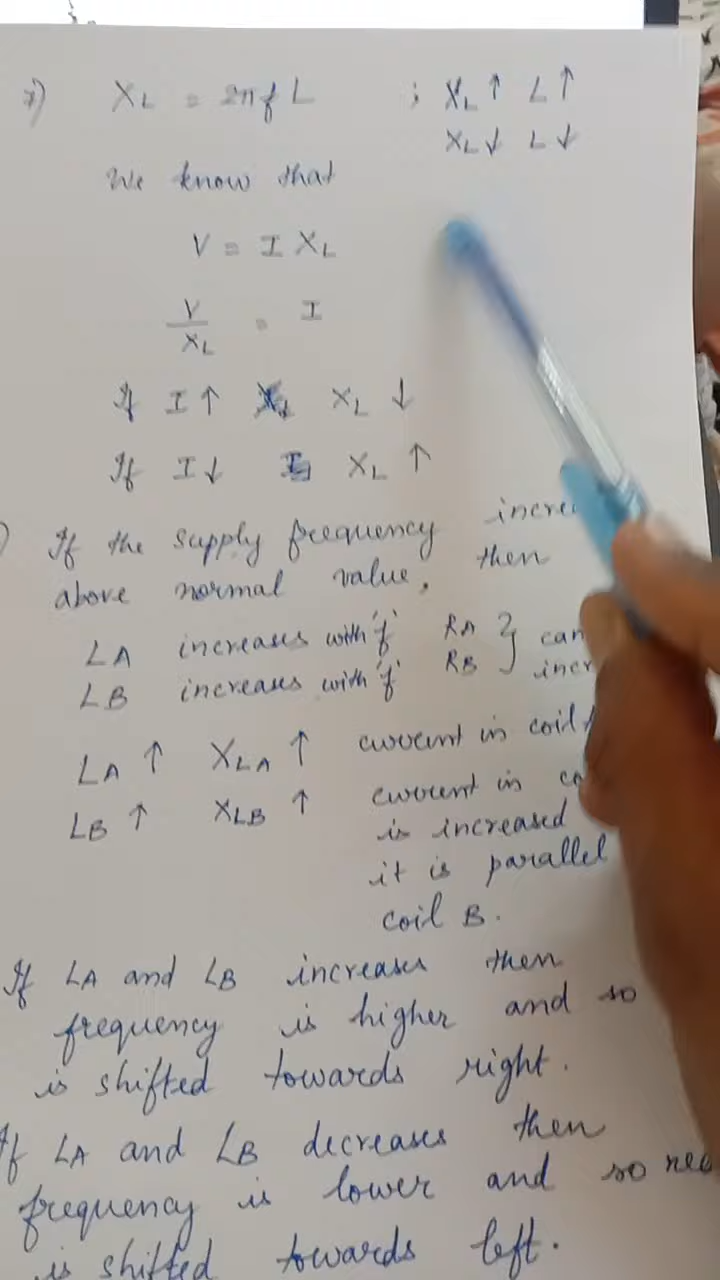 7) XL = 2πf L ; XL ↑ L ↑
XL ↓ L ↓
We know that
V = I XL
V/XL = I
If I ↑ XL ↓
If I ↓ XL ↑
If the supply frequency
above normal value, then
LA increases with 'f' RA }
LB increases with 'f' RB
LA ↑ XLA ↑ current in coil
LB ↑ XLB ↑ current in
is increased
it is parallel
coil B.
If LA and LB increases then
frequency is higher and so
is shifted towards right.
If LA and LB decreases then
frequency is lower and so
is shifted towards left.